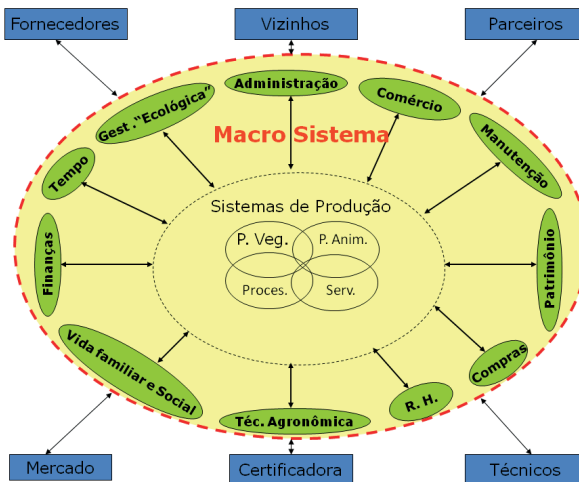 Fornecedores
Vizinhos
Parceiros
Administração
Gest. "Ecológica"
Comércio
Macro Sistema
Manutenção
Tempo
Sistemas de Produção
P. Veg.
P. Anim.
Finanças
Patrimônio
Proces.
Serv.
Vida familiar e Social
Compras
R. H.
Téc. Agronômica
Mercado
Certificadora
Técnicos